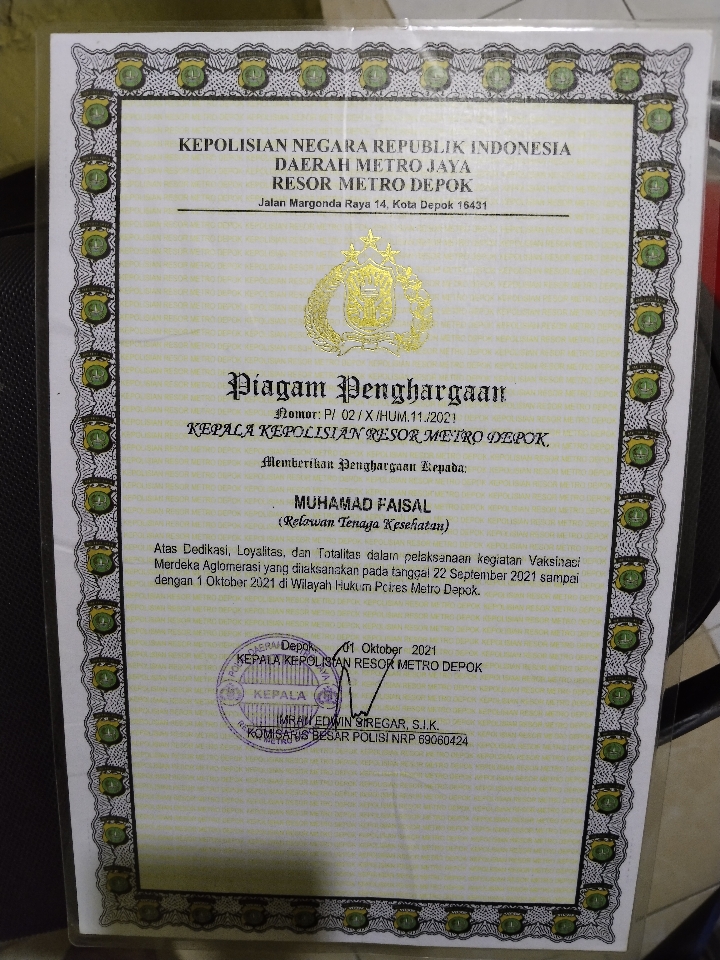 KEPOLISIAN NEGARA REPUBLIK INDONESIA
DAERAH METRO JAYA
RESOR METRO DEPOK
Jalan Margonda Raya 14, Kota Depok 16431
Piagam Penghargaan
Nomor: P/ 02 / X /HUM.11./2021
KEPALA KEPOLISIAN RESOR METRO DEPOK,
Memberikan Penghargaan Kepada:
MUHAMAD FAISAL
(Relawan Tenaga Kesehatan)
Atas Dedikasi, Loyalitas, dan Totalitas dalam pelaksanaan kegiatan Vaksinasi
Merdeka Aglomerasi yang dilaksanakan pada tanggal 22 September 2021 sampai
dengan 1 Oktober 2021 di Wilayah Hukum Polres Metro Depok.
Depok, 01 Oktober 2021
KEPALA KEPOLISIAN RESOR METRO DEPOK
KEPALA
IMRAN EDWIN SIREGAR, S.I.K.
KOMISARIS BESAR POLISI NRP 69060424